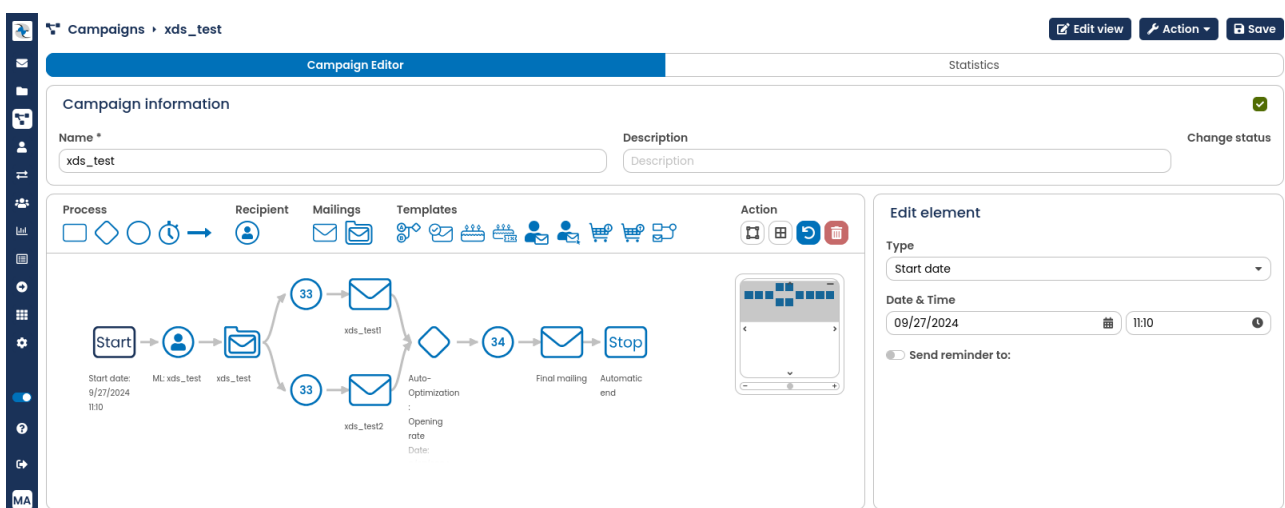 Campaigns › xds_test
Edit view
Action
Save
Campaign Editor
Statistics
Campaign information
Name *
Description
Change status
xds_test
Description
Process
Recipient
Mailings
Templates
Action
Edit element
Type
Start date
Date & Time
09/27/2024
11:10
Send reminder to:
33
xds_test1
Start
34
Stop
Start date:
9/27/2024
11:10
ML: xds_test
xds_test
Auto-
Optimization
:
Opening
rate
Date:
Final mailing
Automatic
end
33
xds_test2
MA